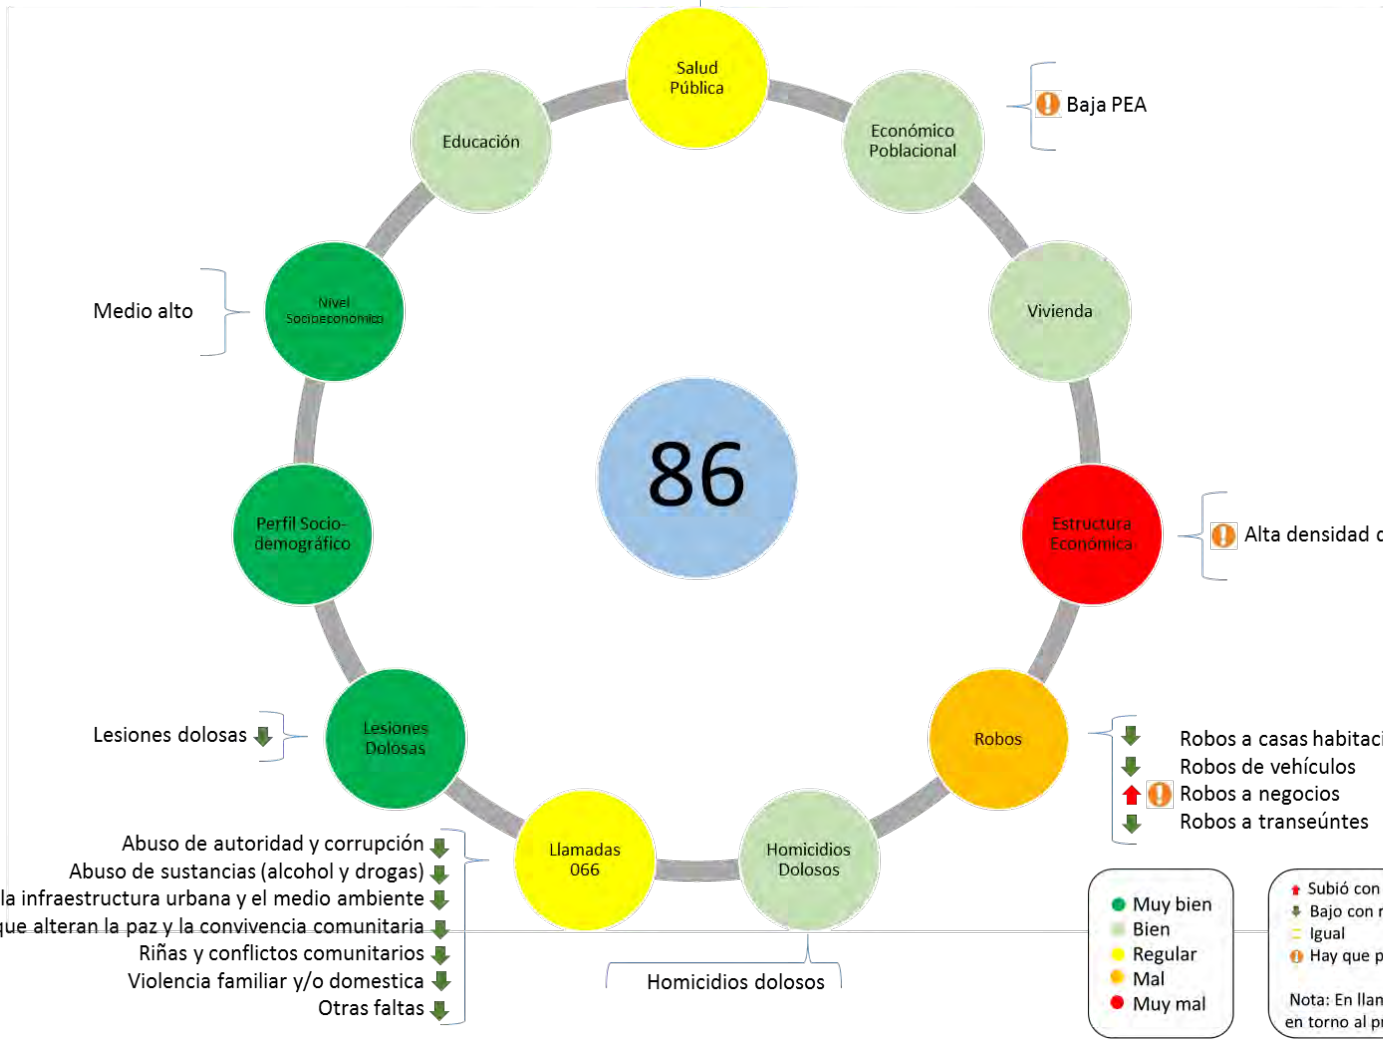 Salud
Pública
Económico
Poblacional
Baja PEA
Educación
Vivienda
Medio alto
Nivel
Socioeconómico
86
Perfil Socio-
demográfico
Estructura
Económica
Alta densidad
Lesiones dolosas
Lesiones
Dolosas
Robos
Robos a casas
Robos de vehículos
Robos a negocios
Robos a transeúntes
Llamadas
066
Homicidios
Dolosos
Abuso de autoridad y corrupción
Abuso de sustancias (alcohol y drogas)
la infraestructura urbana y el medio ambiente
que alteran la paz y la convivencia comunitaria
Riñas y conflictos comunitarios
Violencia familiar y/o domestica
Otras faltas
Homicidios dolosos
Muy bien
Bien
Regular
Mal
Muy mal
Subió con
Bajo con
Igual
Hay que
Nota: En
en torno al